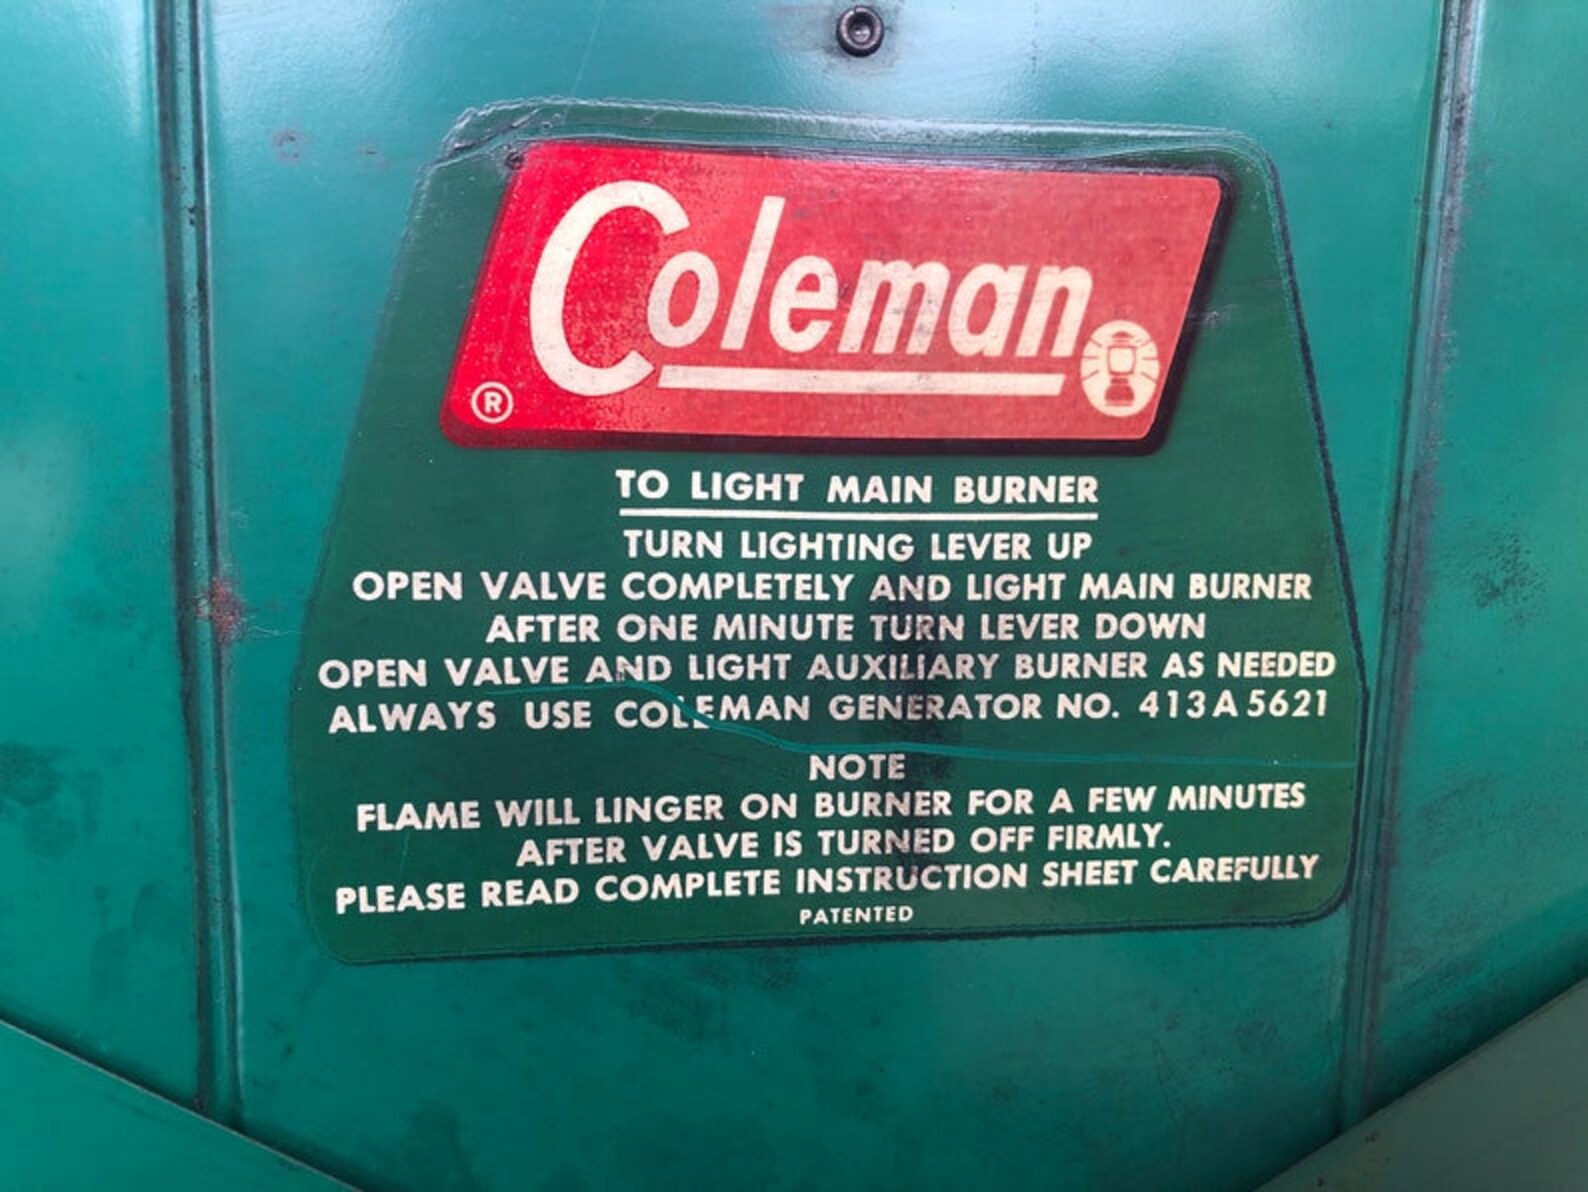 Coleman
®
TO LIGHT MAIN BURNER
TURN LIGHTING LEVER UP
OPEN VALVE COMPLETELY AND LIGHT MAIN BURNER
AFTER ONE MINUTE TURN LEVER DOWN
OPEN VALVE AND LIGHT AUXILIARY BURNER AS NEEDED
ALWAYS USE COLEMAN GENERATOR NO. 413A5621
NOTE
FLAME WILL LINGER ON BURNER FOR A FEW MINUTES
AFTER VALVE IS TURNED OFF FIRMLY.
PLEASE READ COMPLETE INSTRUCTION SHEET CAREFULLY
PATENTED